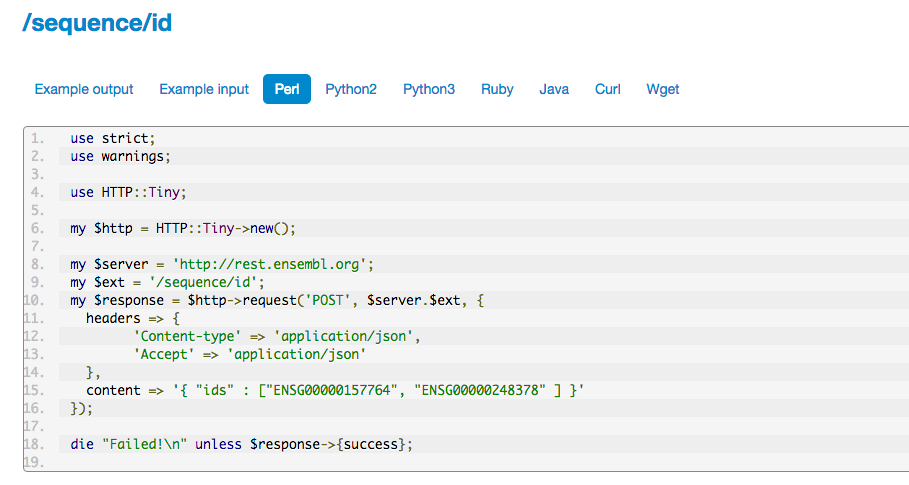 /sequence/id
Example output Example input Perl Python2 Python3 Ruby Java Curl Wget
1. use strict;
2. use warnings;
3.
4. use HTTP::Tiny;
5.
6. my $http = HTTP::Tiny->new();
7.
8. my $server = 'http://rest.ensembl.org';
9. my $ext = '/sequence/id';
10. my $response = $http->request('POST', $server.$ext, {
11.   headers => {
12.         'Content-type' => 'application/json',
13.         'Accept' => 'application/json'
14.   },
15.   content => '{ "ids" : ["ENSG00000157764", "ENSG00000248378" ] }'
16. });
17.
18. die "Failed!\n" unless $response->{success};
19.